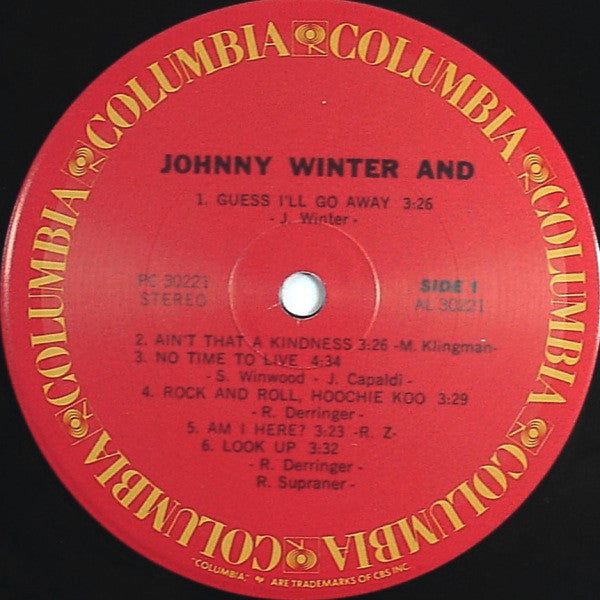 COLUMBIA COLUMBIA COLUMBIA COLUMBIA COLUMBIA COLUMBIA
JOHNNY WINTER AND
1. GUESS I'LL GO AWAY 3:26
- J. Winter -
PC 30221
STEREO
SIDE 1
AL 30221
2. AIN'T THAT A KINDNESS 3:26 -M. Klingman-
3. NO TIME TO LIVE 4:34
- S. Winwood - J. Capaldi -
4. ROCK AND ROLL, HOOCHIE KOO 3:29
- R. Derringer -
5. AM I HERE? 3:23 -R. Z-
6. LOOK UP 3:32
- R. Derringer -
R. Supraner -
"COLUMBIA," ARE TRADEMARKS OF CBS INC.